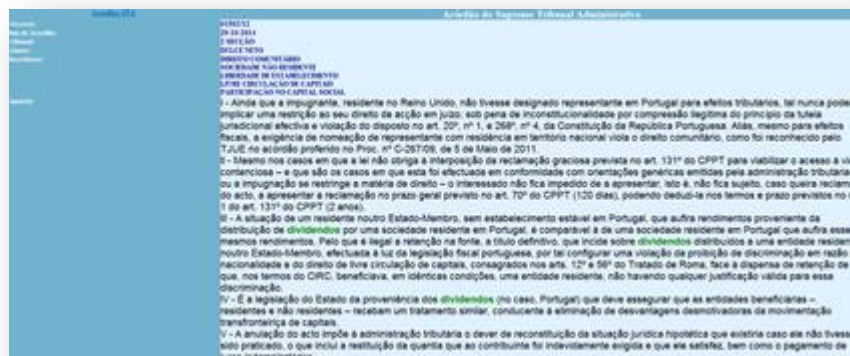 Acórdãos STA
Acórdão do Supremo Tribunal Administrativo
29-10-2014
2 SECÇÃO
DULCE NETO
DIREITO COMUNITÁRIO
SOCIEDADE NÃO RESIDENTE
LIBERDADE DE ESTABELECIMENTO
LIVRE CIRCULAÇÃO DE CAPITAIS
PARTICIPAÇÃO NO CAPITAL SOCIAL
I - Ainda que a impugnante, residente no Reino Unido, não tivesse designado representante em Portugal para efeitos tributários, tal nunca poder
implicar uma restrição ao seu direito de acção em juízo, sob pena de inconstitucionalidade por compressão ilegítima do princípio da tutela
jurisdicional efectiva e violação do disposto no art. 20º, nº 1, e 268º, nº 4, da Constituição da República Portuguesa. Aliás, mesmo para efeitos
fiscais, a exigência de nomeação de representante com residência em território nacional viola o direito comunitário, como foi reconhecido pelo
TJUE no acórdão proferido no Proc. nº C-267/09, de 5 de Maio de 2011.
II - Mesmo nos casos em que a lei não obriga à interposição da reclamação graciosa prevista no art. 131º do CPPT para viabilizar o acesso à via
contenciosa – e que são os casos em que esta foi efectuada em conformidade com orientações genéricas emitidas pela administração tributária
ou a impugnação se restringe a matéria de direito – o interessado não fica impedido de a apresentar, isto é, não fica sujeito, caso queira reclama
do acto, a apresentar a reclamação no prazo geral previsto no art. 70º do CPPT (120 dias), podendo deduzi-la nos termos e prazo previstos no n
1 do art. 131º do CPPT (2 anos).
III - A situação de um residente noutro Estado-Membro, sem estabelecimento estável em Portugal, que aufira rendimentos proveniente da
distribuição de dividendos por uma sociedade residente em Portugal, é comparável à de uma sociedade residente em Portugal que aufira esse
mesmos rendimentos. Pelo que é ilegal a retenção na fonte, a título definitivo, que incide sobre dividendos distribuídos a uma entidade residen
noutro Estado-Membro, efectuada à luz da legislação fiscal portuguesa, por tal configurar uma violação da proibição de discriminação em razão
nacionalidade e do direito de livre circulação de capitais, consagrados nos arts. 12º e 56º do Tratado de Roma, face à dispensa de retenção de
que, nos termos do CIRC, beneficiava, em idênticas condições, uma entidade residente, não havendo qualquer justificação válida para essa
discriminação.
IV - É a legislação do Estado da proveniência dos dividendos (no caso, Portugal) que deve assegurar que as entidades beneficiárias –
residentes e não residentes – recebam um tratamento similar, conducente à eliminação de desvantagens desmotivadoras da movimentação
transfronteiriça de capitais.
V - A anulação do acto impõe à administração tributária o dever de reconstituição da situação jurídica hipotética que existiria caso ele não tivess
sido praticado, o que inclui a restituição da quantia que ao contribuinte foi indevidamente exigida e que ele satisfez, bem como o pagamento de